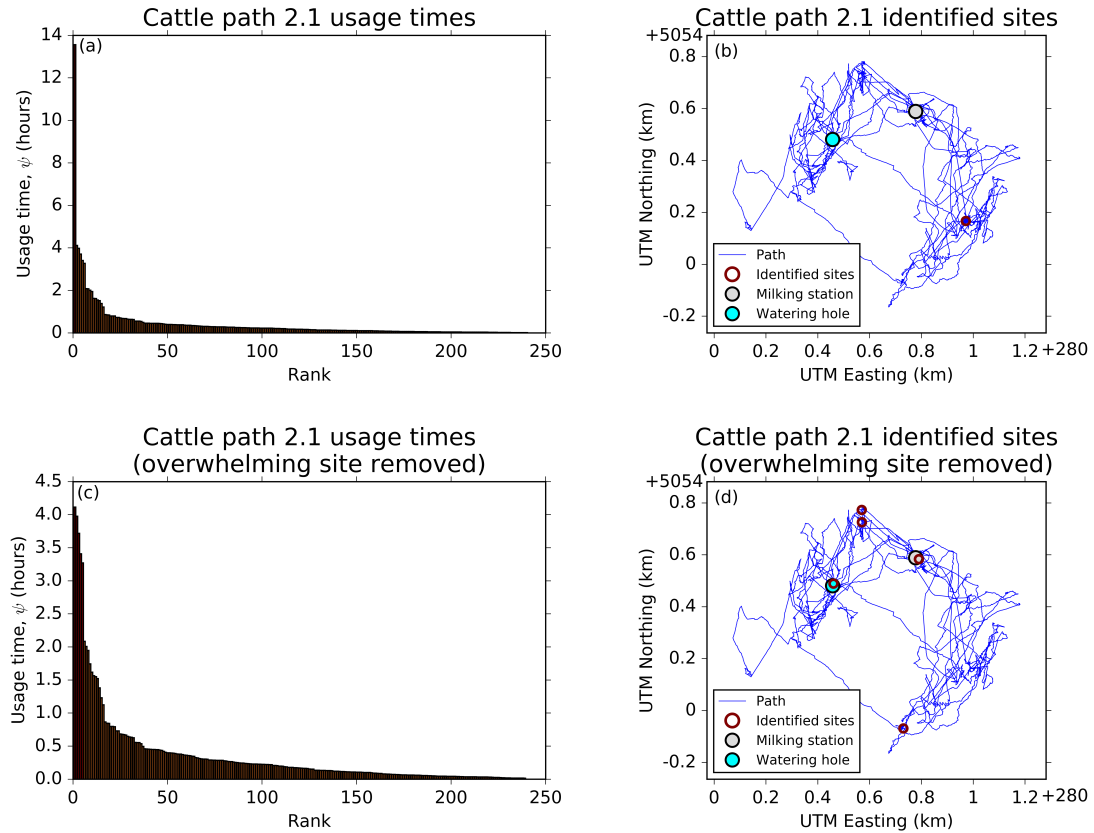 Cattle path 2.1 usage times
(a)
14
12
10
8
6
4
2
0
Usage time, ψ (hours)
0 50 100 150 200 250
Rank
Cattle path 2.1 identified sites
+5054
(b)
0.8
0.6
0.4
0.2
0
-0.2
UTM Northing (km)
Path
Identified sites
Milking station
Watering hole
0 0.2 0.4 0.6 0.8 1 1.2 +280
UTM Easting (km)
Cattle path 2.1 usage times
(overwhelming site removed)
(c)
4.5
4.0
3.5
3.0
2.5
2.0
1.5
1.0
0.5
0.0
Usage time, ψ (hours)
0 50 100 150 200 250
Rank
Cattle path 2.1 identified sites
(overwhelming site removed)
+5054
(d)
0.8
0.6
0.4
0.2
0
-0.2
UTM Northing (km)
Path
Identified sites
Milking station
Watering hole
0 0.2 0.4 0.6 0.8 1 1.2 +280
UTM Easting (km)